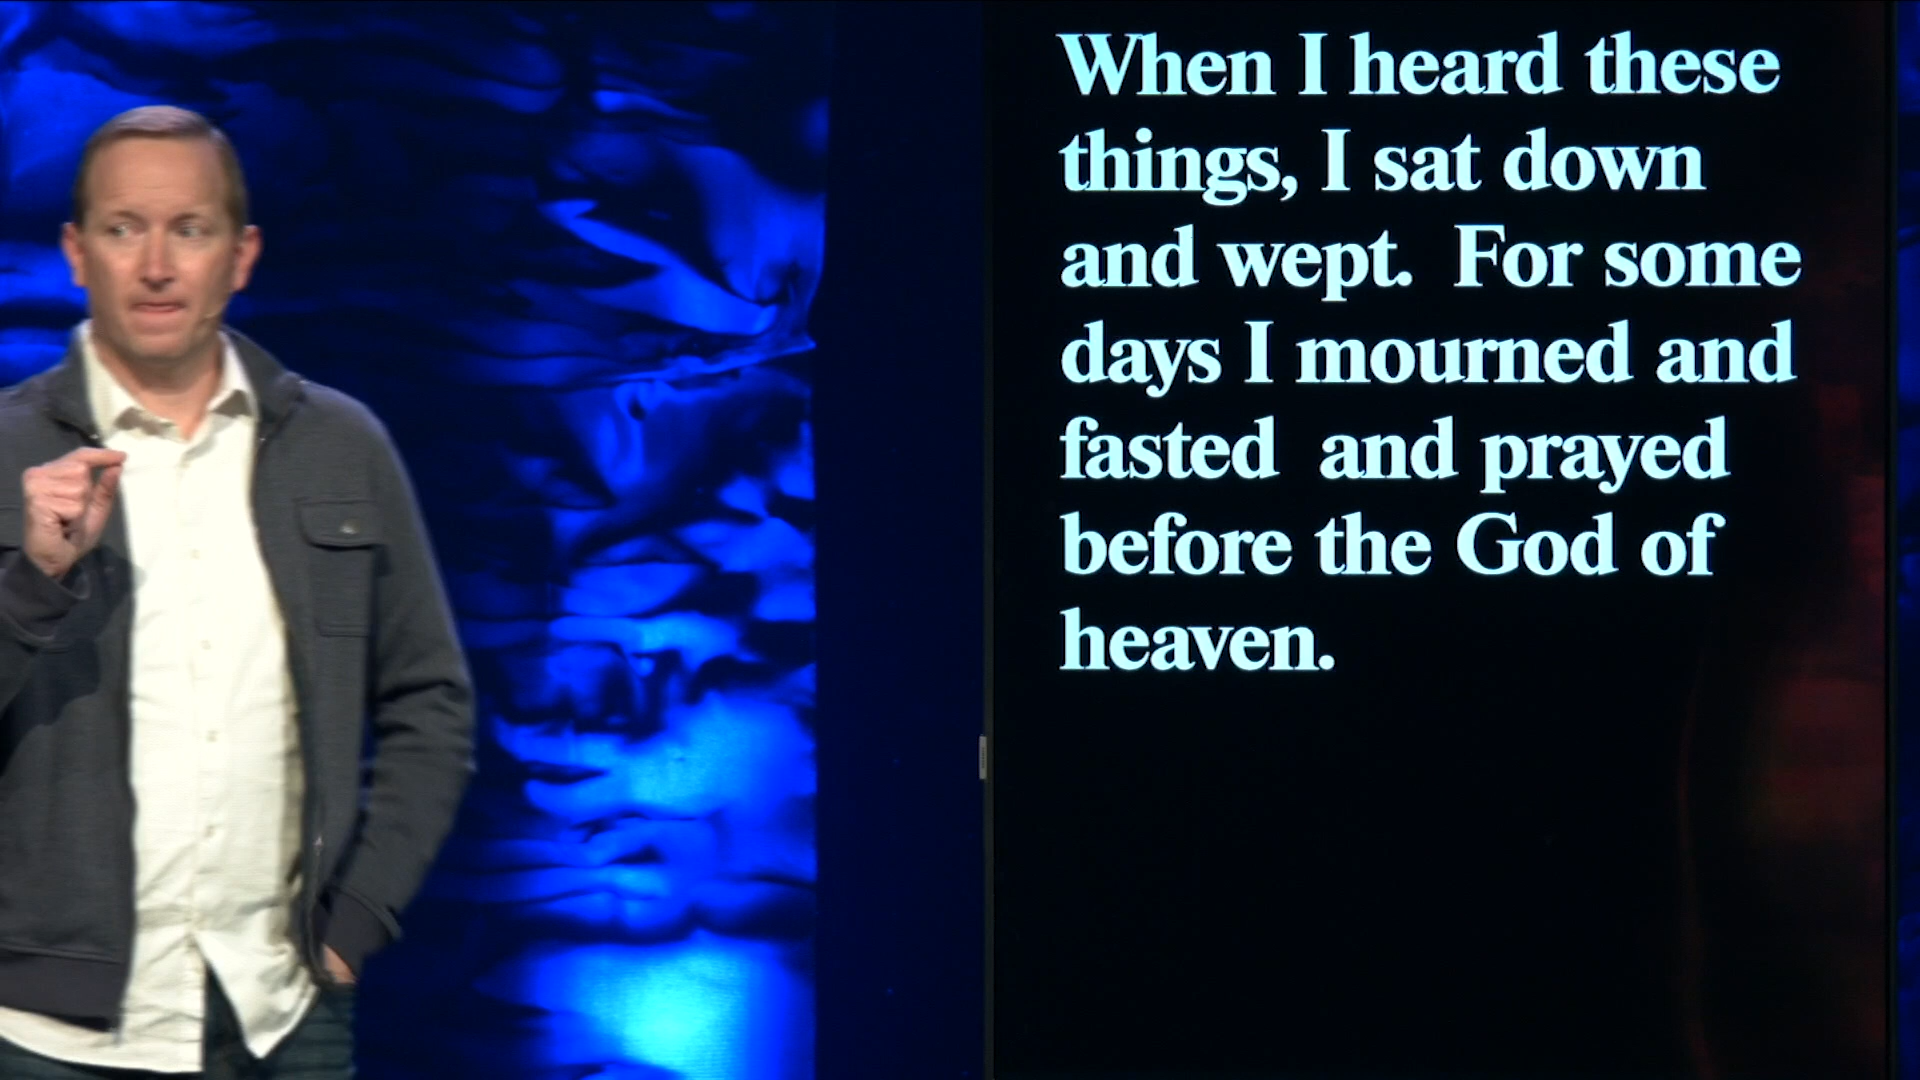 When I heard these
things, I sat down
and wept.  For some
days I mourned and
fasted  and prayed
before the God of
heaven.